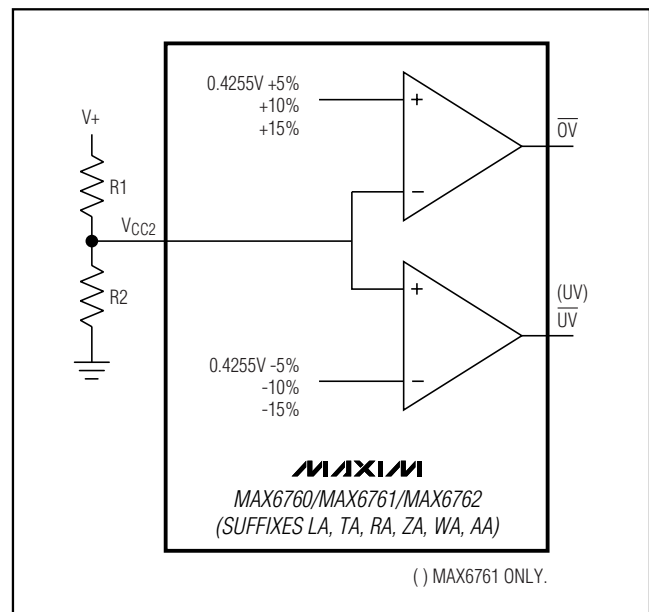 0.4255V +5%
+10%
+15%
+
−
OV
V+
R1
VCC2
R2
+
−
(UV)
UV
0.4255V -5%
-10%
-15%
MAXIM
MAX6760/MAX6761/MAX6762
(SUFFIXES LA, TA, RA, ZA, WA, AA)
( ) MAX6761 ONLY.